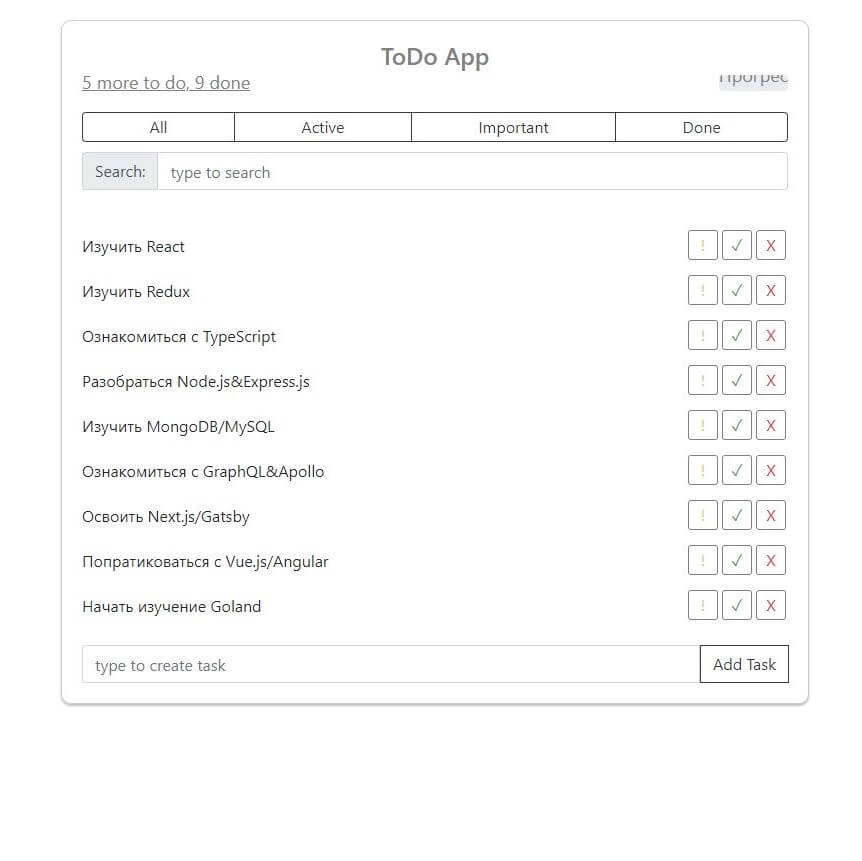 ToDo App
5 more to do, 9 done
Прогрес
All Active Important Done
Search: type to search
Изучить React ! ✓ X
Изучить Redux ! ✓ X
Ознакомиться с TypeScript ! ✓ X
Разобраться Node.js&Express.js ! ✓ X
Изучить MongoDB/MySQL ! ✓ X
Ознакомиться с GraphQL&Apollo ! ✓ X
Освоить Next.js/Gatsby ! ✓ X
Попратиковаться с Vue.js/Angular ! ✓ X
Начать изучение Goland ! ✓ X
type to create task Add Task